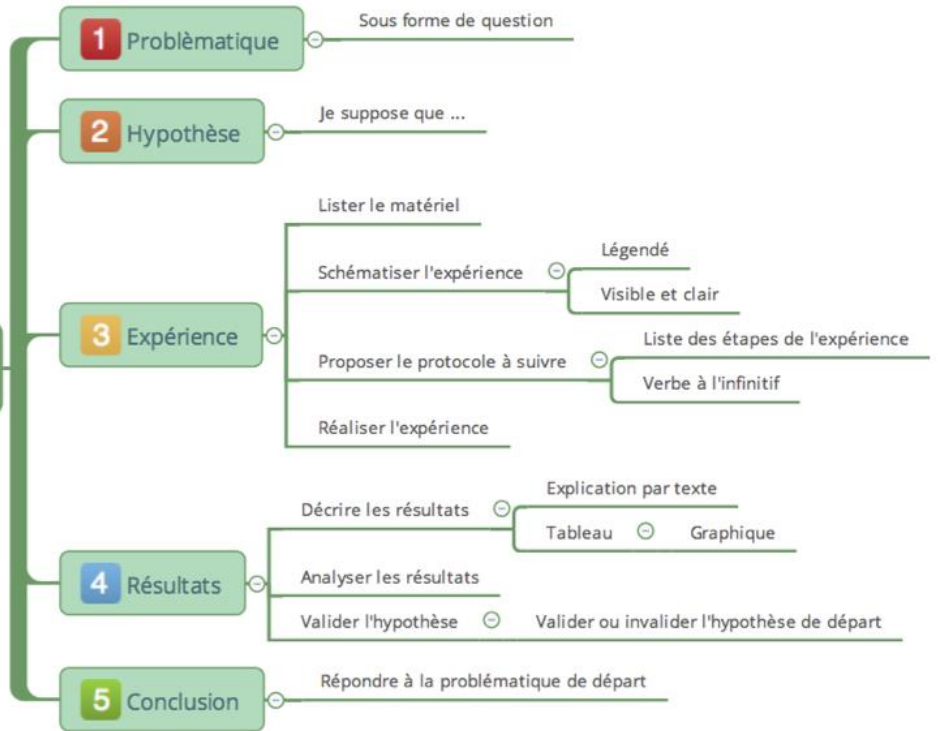 1 Problèmatique
Sous forme de question
2 Hypothèse
Je suppose que ...
3 Expérience
Lister le matériel
Schématiser l'expérience
Légendé
Visible et clair
Proposer le protocole à suivre
Liste des étapes de l'expérience
Verbe à l'infinitif
Réaliser l'expérience
4 Résultats
Décrire les résultats
Explication par texte
Tableau
Graphique
Analyser les résultats
Valider l'hypothèse
Valider ou invalider l'hypothèse de départ
5 Conclusion
Répondre à la problématique de départ